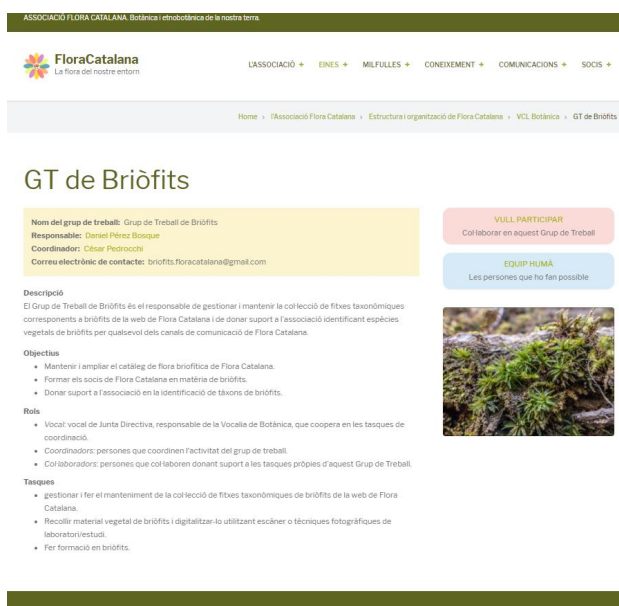 ASSOCIACIÓ FLORA CATALANA. Botànica i etnobotànica de la nostra terra.
FloraCatalana
La flora del nostre entorn
L'ASSOCIACIÓ + EINES + MILFULLES + CONEIXEMENT + COMUNICACIONS + SOCIS +
Home › l'Associació Flora Catalana › Estructura i organització de Flora Catalana › VCL Botànica › GT de Briòfits
GT de Briòfits
Nom del grup de treball: Grup de Treball de Briòfits
Responsable: Daniel Pérez Bosque
Coordinador: Cèsar Pedrocchi
Correu electrònic de contacte: briofits.floracatalana@gmail.com
VULL PARTICIPAR
Col·laborar en aquest Grup de Treball
EQUIP HUMÀ
Les persones que ho fan possible
Descripció
El Grup de Treball de Briòfits és el responsable de gestionar i mantenir la col·lecció de fitxes taxonòmiques
corresponents a briòfits de la web de Flora Catalana i de donar suport a l'associació identificant espècies
vegetals de briòfits per qualsevol dels canals de comunicació de Flora Catalana.
Objectius
• Mantenir i ampliar el catàleg de flora briofítica de Flora Catalana.
• Formar els socis de Flora Catalana en matèria de briòfits.
• Donar suport a l'associació en la identificació de tàxons de briòfits.
Rols
• Vocal: vocal de Junta Directiva, responsable de la Vocalia de Botànica, que coopera en les tasques de
coordinació.
• Coordinadors: persones que coordinen l'activitat del grup de treball.
• Col·laboradors: persones que col·laboren donant suport a les tasques pròpies d'aquest Grup de Treball.
Tasques
• gestionar i fer el manteniment de la col·lecció de fitxes taxonòmiques de briòfits de la web de Flora
Catalana.
• Recollir material vegetal de briòfits i digitalitzar-lo utilitzant escàner o tècniques fotogràfiques de
laboratori/estudi.
• Fer formació en briòfits.